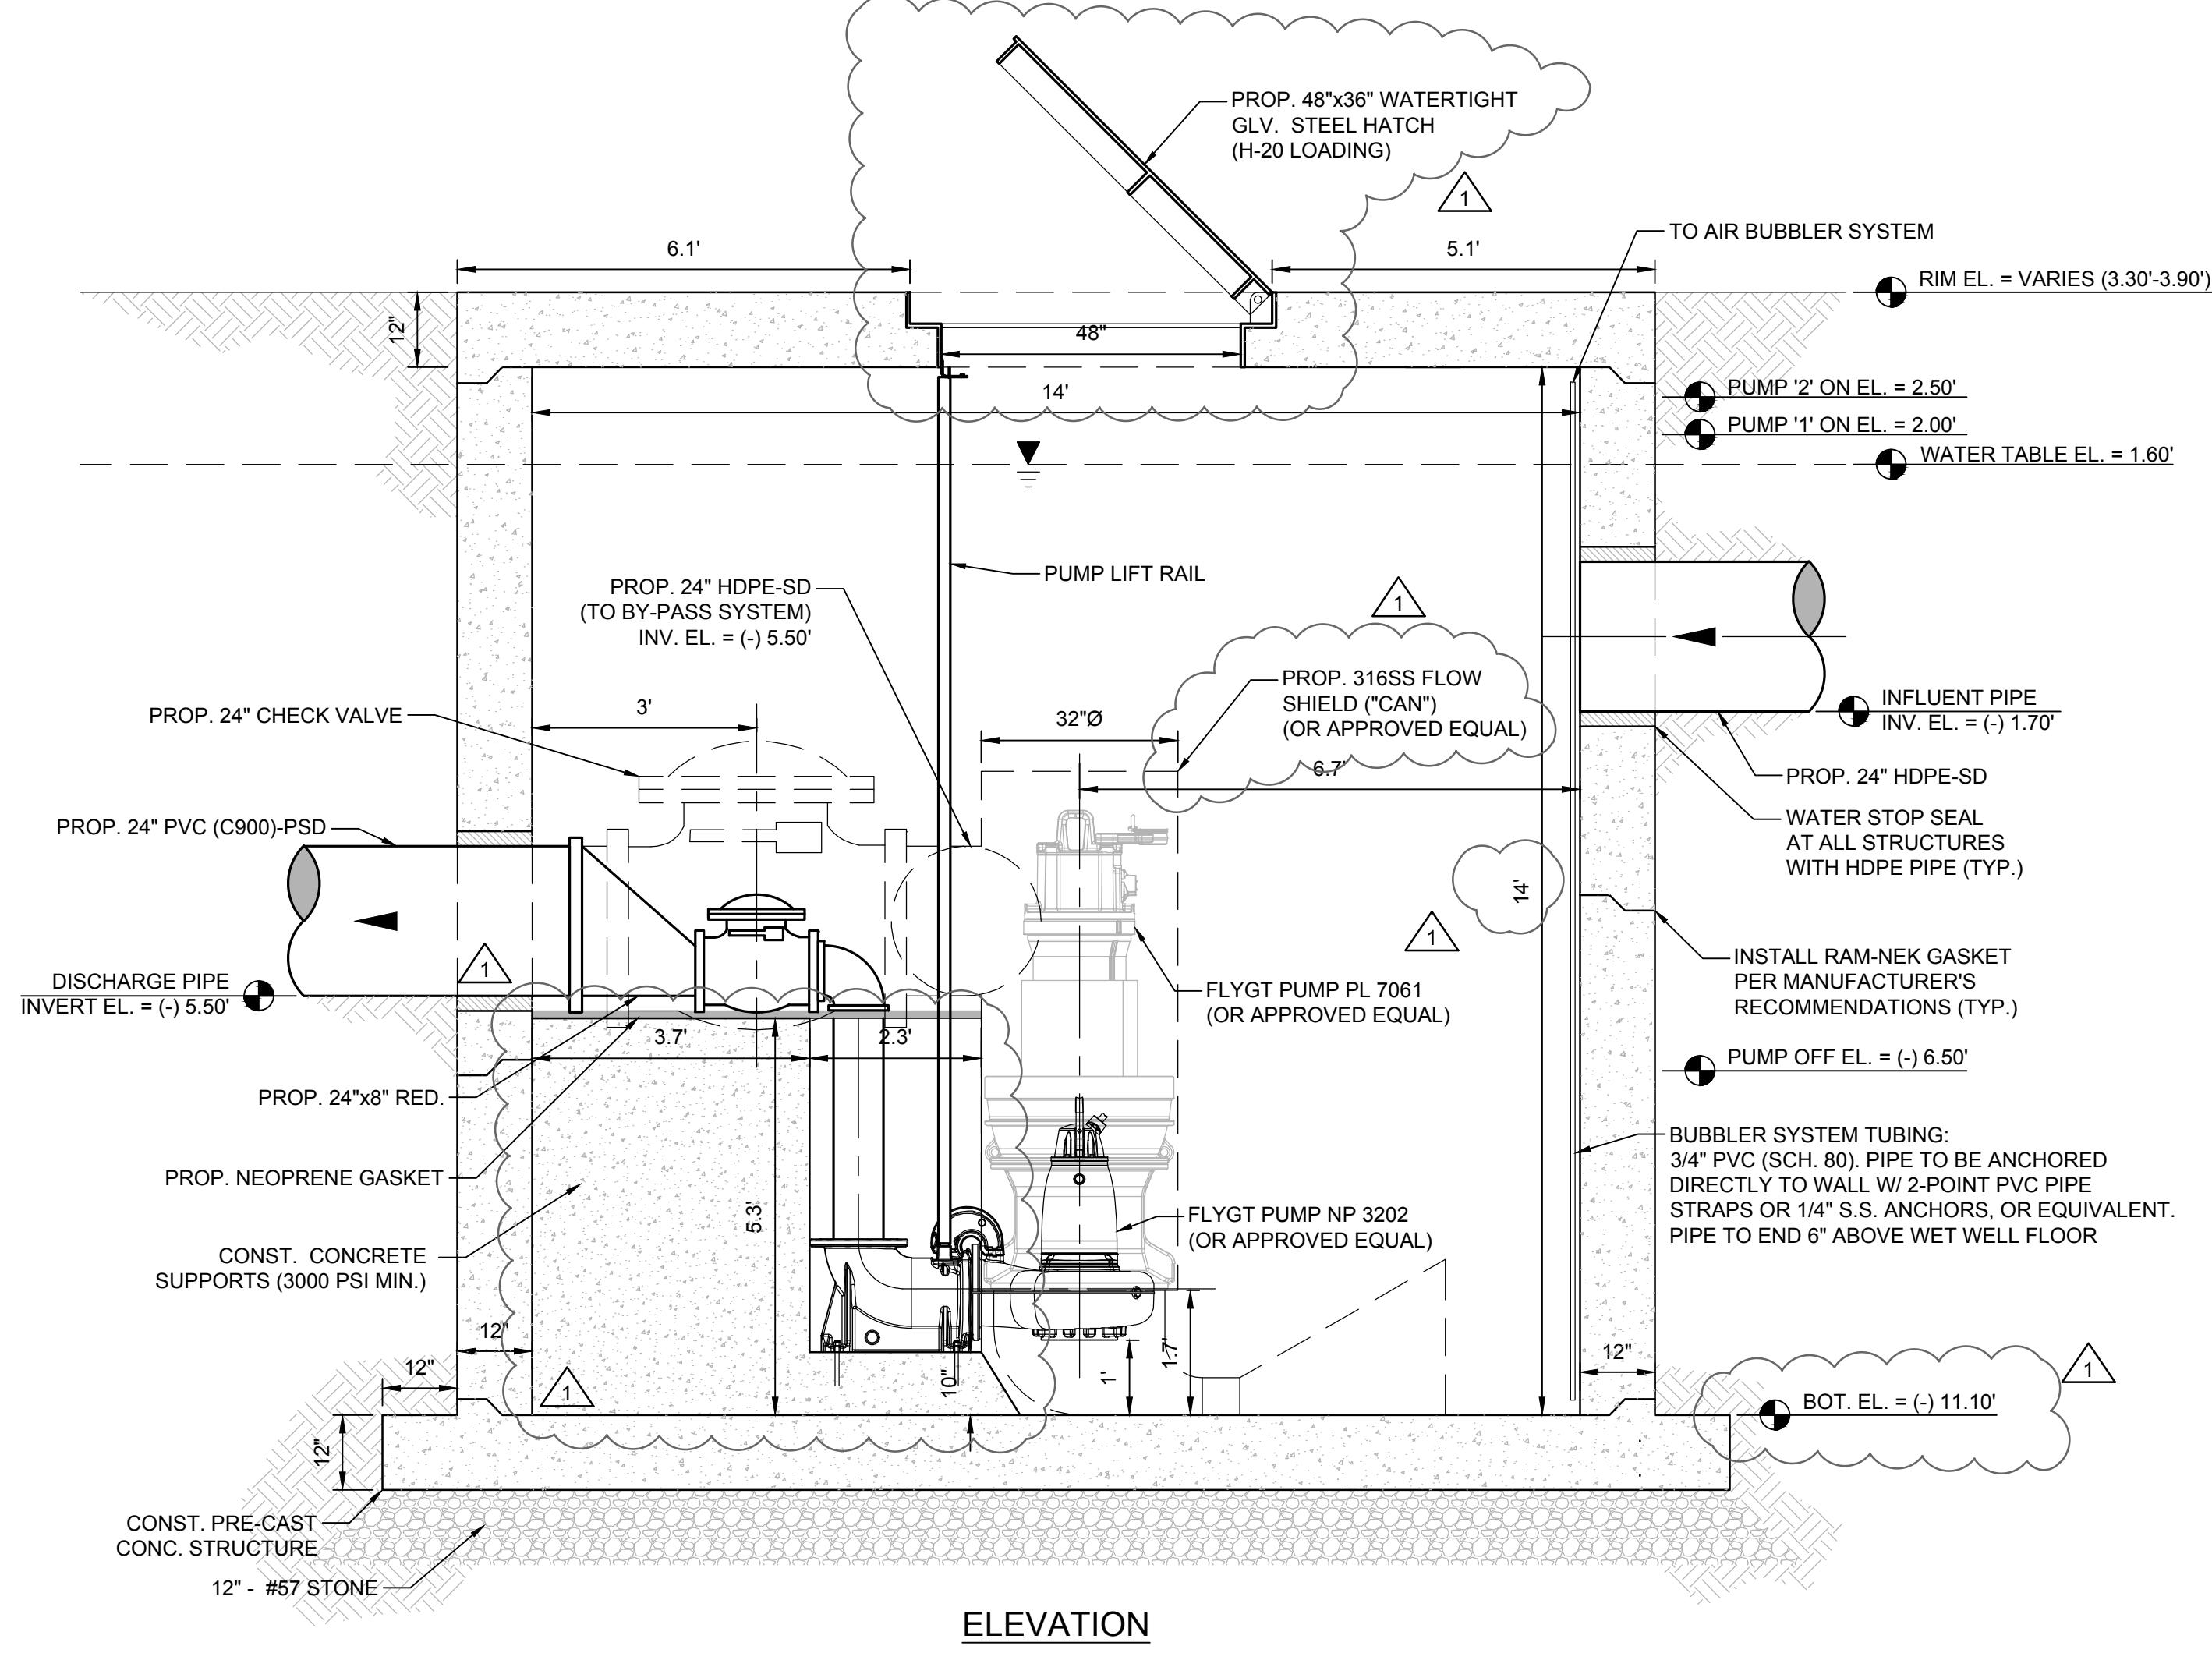 PROP. 48"x36" WATERTIGHT
GLV. STEEL HATCH
(H-20 LOADING)
1
TO AIR BUBBLER SYSTEM
6.1'
5.1'
RIM EL. = VARIES (3.30'-3.90')
12"
48"
14'
PUMP '2' ON EL. = 2.50'
PUMP '1' ON EL. = 2.00'
WATER TABLE EL. = 1.60'
PUMP LIFT RAIL
PROP. 24" HDPE-SD
(TO BY-PASS SYSTEM)
INV. EL. = (-) 5.50'
1
PROP. 316SS FLOW
SHIELD ("CAN")
(OR APPROVED EQUAL)
INFLUENT PIPE
INV. EL. = (-) 1.70'
PROP. 24" CHECK VALVE
3'
32"Ø
6.7'
PROP. 24" HDPE-SD
PROP. 24" PVC (C900)-PSD
WATER STOP SEAL
AT ALL STRUCTURES
WITH HDPE PIPE (TYP.)
14'
1
1
INSTALL RAM-NEK GASKET
PER MANUFACTURER'S
RECOMMENDATIONS (TYP.)
DISCHARGE PIPE
INVERT EL. = (-) 5.50'
FLYGT PUMP PL 7061
(OR APPROVED EQUAL)
3.7'
2.3'
PUMP OFF EL. = (-) 6.50'
PROP. 24"x8" RED.
BUBBLER SYSTEM TUBING:
3/4" PVC (SCH. 80). PIPE TO BE ANCHORED
DIRECTLY TO WALL W/ 2-POINT PVC PIPE
STRAPS OR 1/4" S.S. ANCHORS, OR EQUIVALENT.
PIPE TO END 6" ABOVE WET WELL FLOOR
PROP. NEOPRENE GASKET
5.3'
FLYGT PUMP NP 3202
(OR APPROVED EQUAL)
CONST. CONCRETE
SUPPORTS (3000 PSI MIN.)
12"
12"
1
10"
1'
1.7'
12"
1
BOT. EL. = (-) 11.10'
12"
CONST. PRE-CAST
CONC. STRUCTURE
12" - #57 STONE
ELEVATION